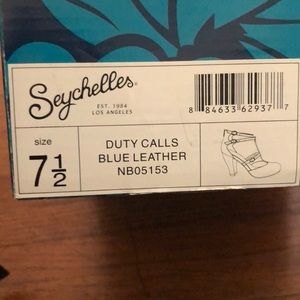 Seychelles®
EST. 1984
LOS ANGELES
8 84633 62937 7
size
7 1/2
DUTY CALLS
BLUE LEATHER
NB05153